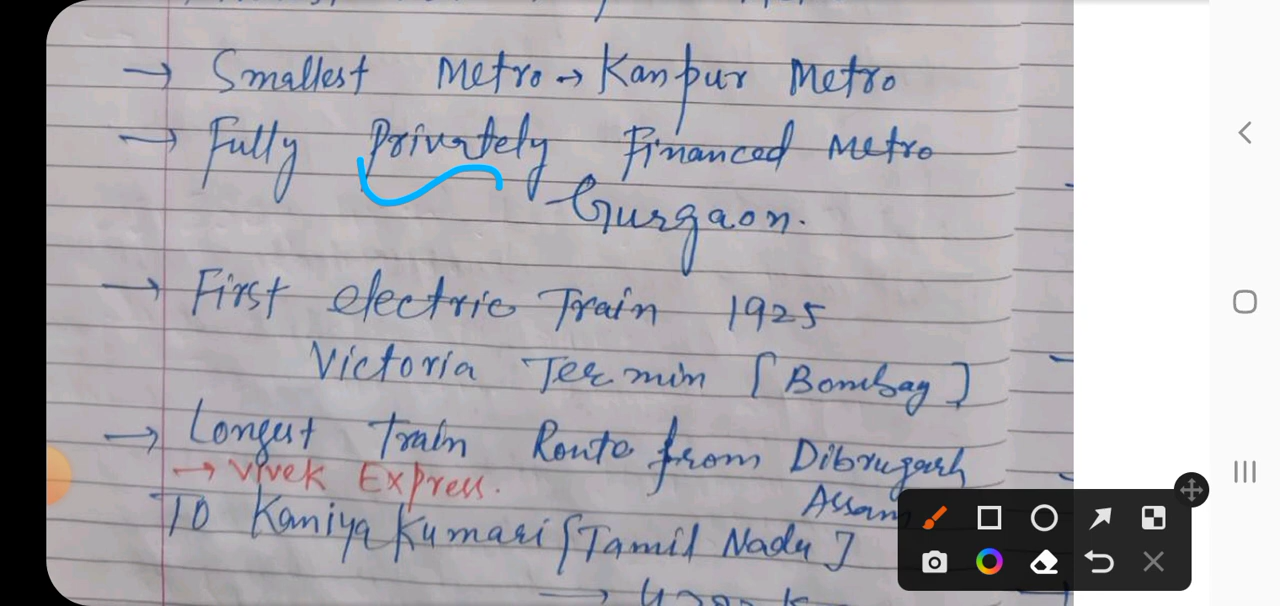 → Smallest Metro → Kanpur Metro
→ Fully Privately Financed Metro
Gurgaon.
→ First electric Train 1925
Victoria Termin [Bombay]
→ Longest Train Route from Dibrugarh
→ Vivek Express.
Assam
TO Kaniya Kumari [Tamil Nadu]